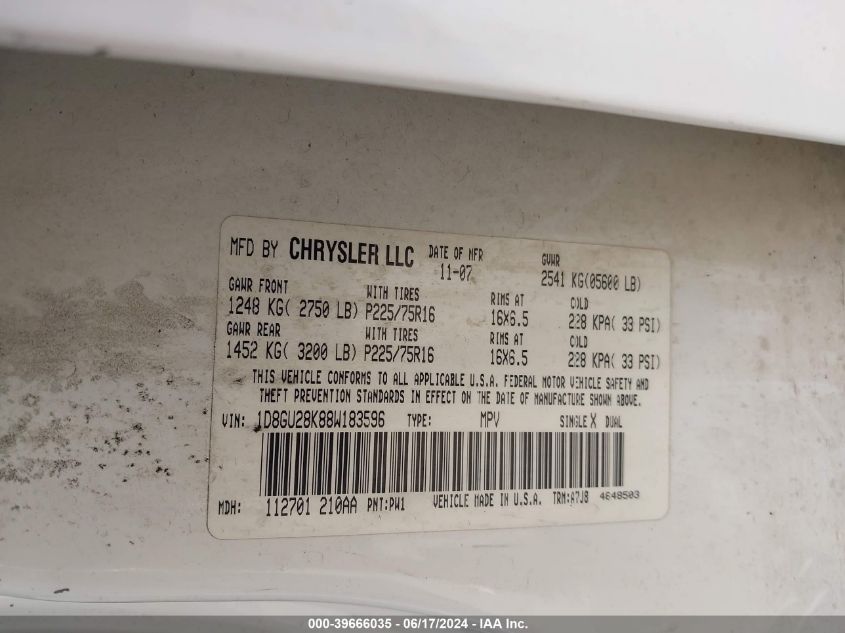 MFD BY CHRYSLER LLC DATE OF MFR 11-07 GVWR 2541 KG(05600 LB)
GAWR FRONT WITH TIRES RIMS AT COLD
1248 KG( 2750 LB) P225/75R16 16X6.5 228 KPA( 33 PSI)
GAWR REAR WITH TIRES RIMS AT COLD
1452 KG( 3200 LB) P225/75R16 16X6.5 228 KPA( 33 PSI)
THIS VEHICLE CONFORMS TO ALL APPLICABLE U.S.A. FEDERAL MOTOR VEHICLE SAFETY AND
THEFT PREVENTION STANDARDS IN EFFECT ON THE DATE OF MANUFACTURE SHOWN ABOVE.
VIN: 1D8GU28K88W183596 TYPE: MPV SINGLE X DUAL
MDH: 112701 210AA PNT:PW1 VEHICLE MADE IN U.S.A. TRM:A7J8 4648503
000-39666035 - 06/17/2024 - IAA Inc.